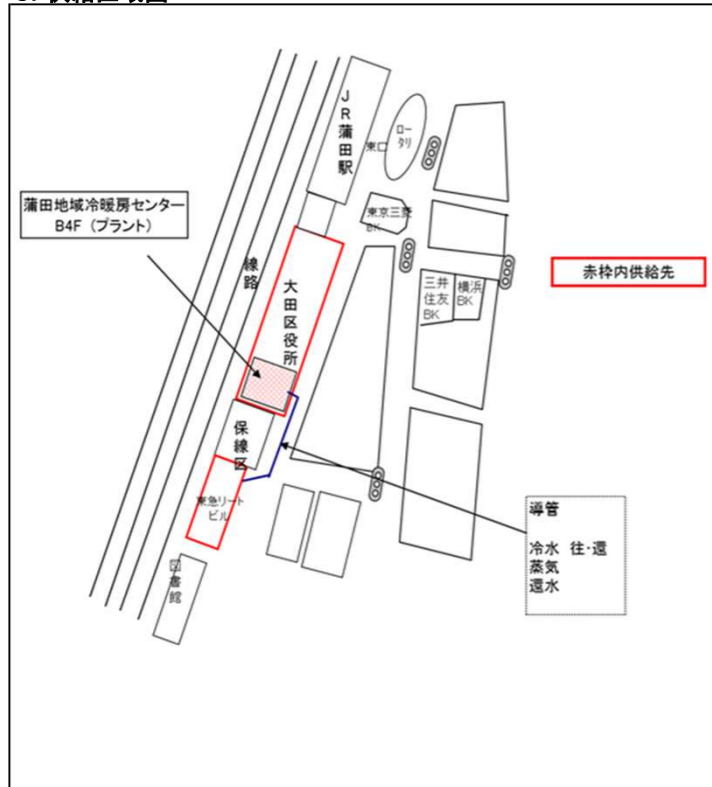 JR蒲田駅
ロータリ
東口
蒲田地域冷暖房センター
B4F（プラント）
東京三菱
BK
線路
大田区役所
三井
住友
BK
横浜
BK
赤枠内供給先
保線区
東急リート
ビル
導管
冷水 往・還
蒸気
還水
図書館